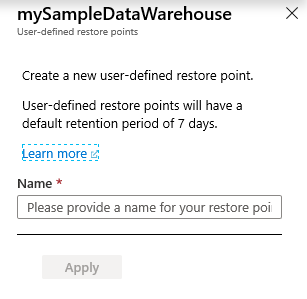 mySampleDataWarehouse
User-defined restore points
Create a new user-defined restore point.
User-defined restore points will have a
default retention period of 7 days.
Learn more
Name *
Please provide a name for your restore poi
Apply